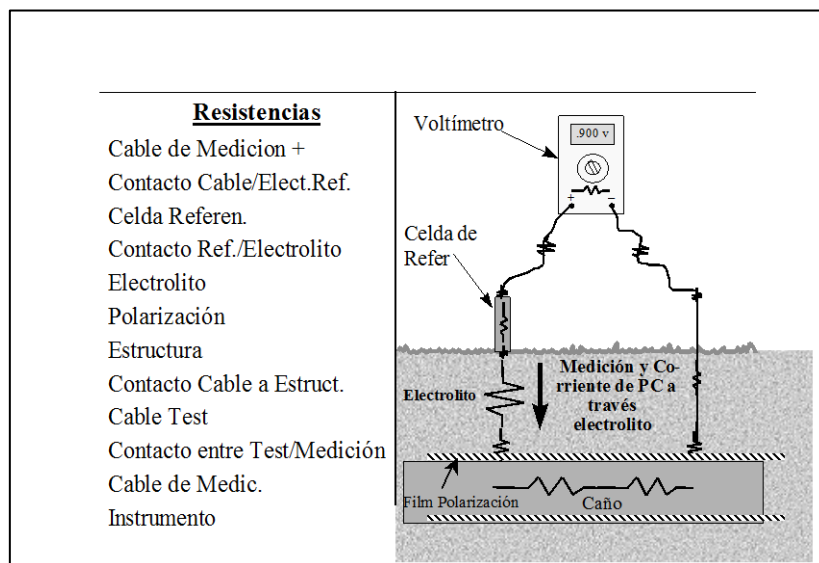 Resistencias
Cable de Medicion +
Contacto Cable/Elect.Ref.
Celda Referen.
Contacto Ref./Electrolito
Electrolito
Polarización
Estructura
Contacto Cable a Estruct.
Cable Test
Contacto entre Test/Medición
Cable de Medic.
Instrumento
Voltímetro
.900 v
+ −
Celda de
Refer
Electrolito
Medición y Co-
rriente de PC a
través
electrolito
Film Polarización
Caño